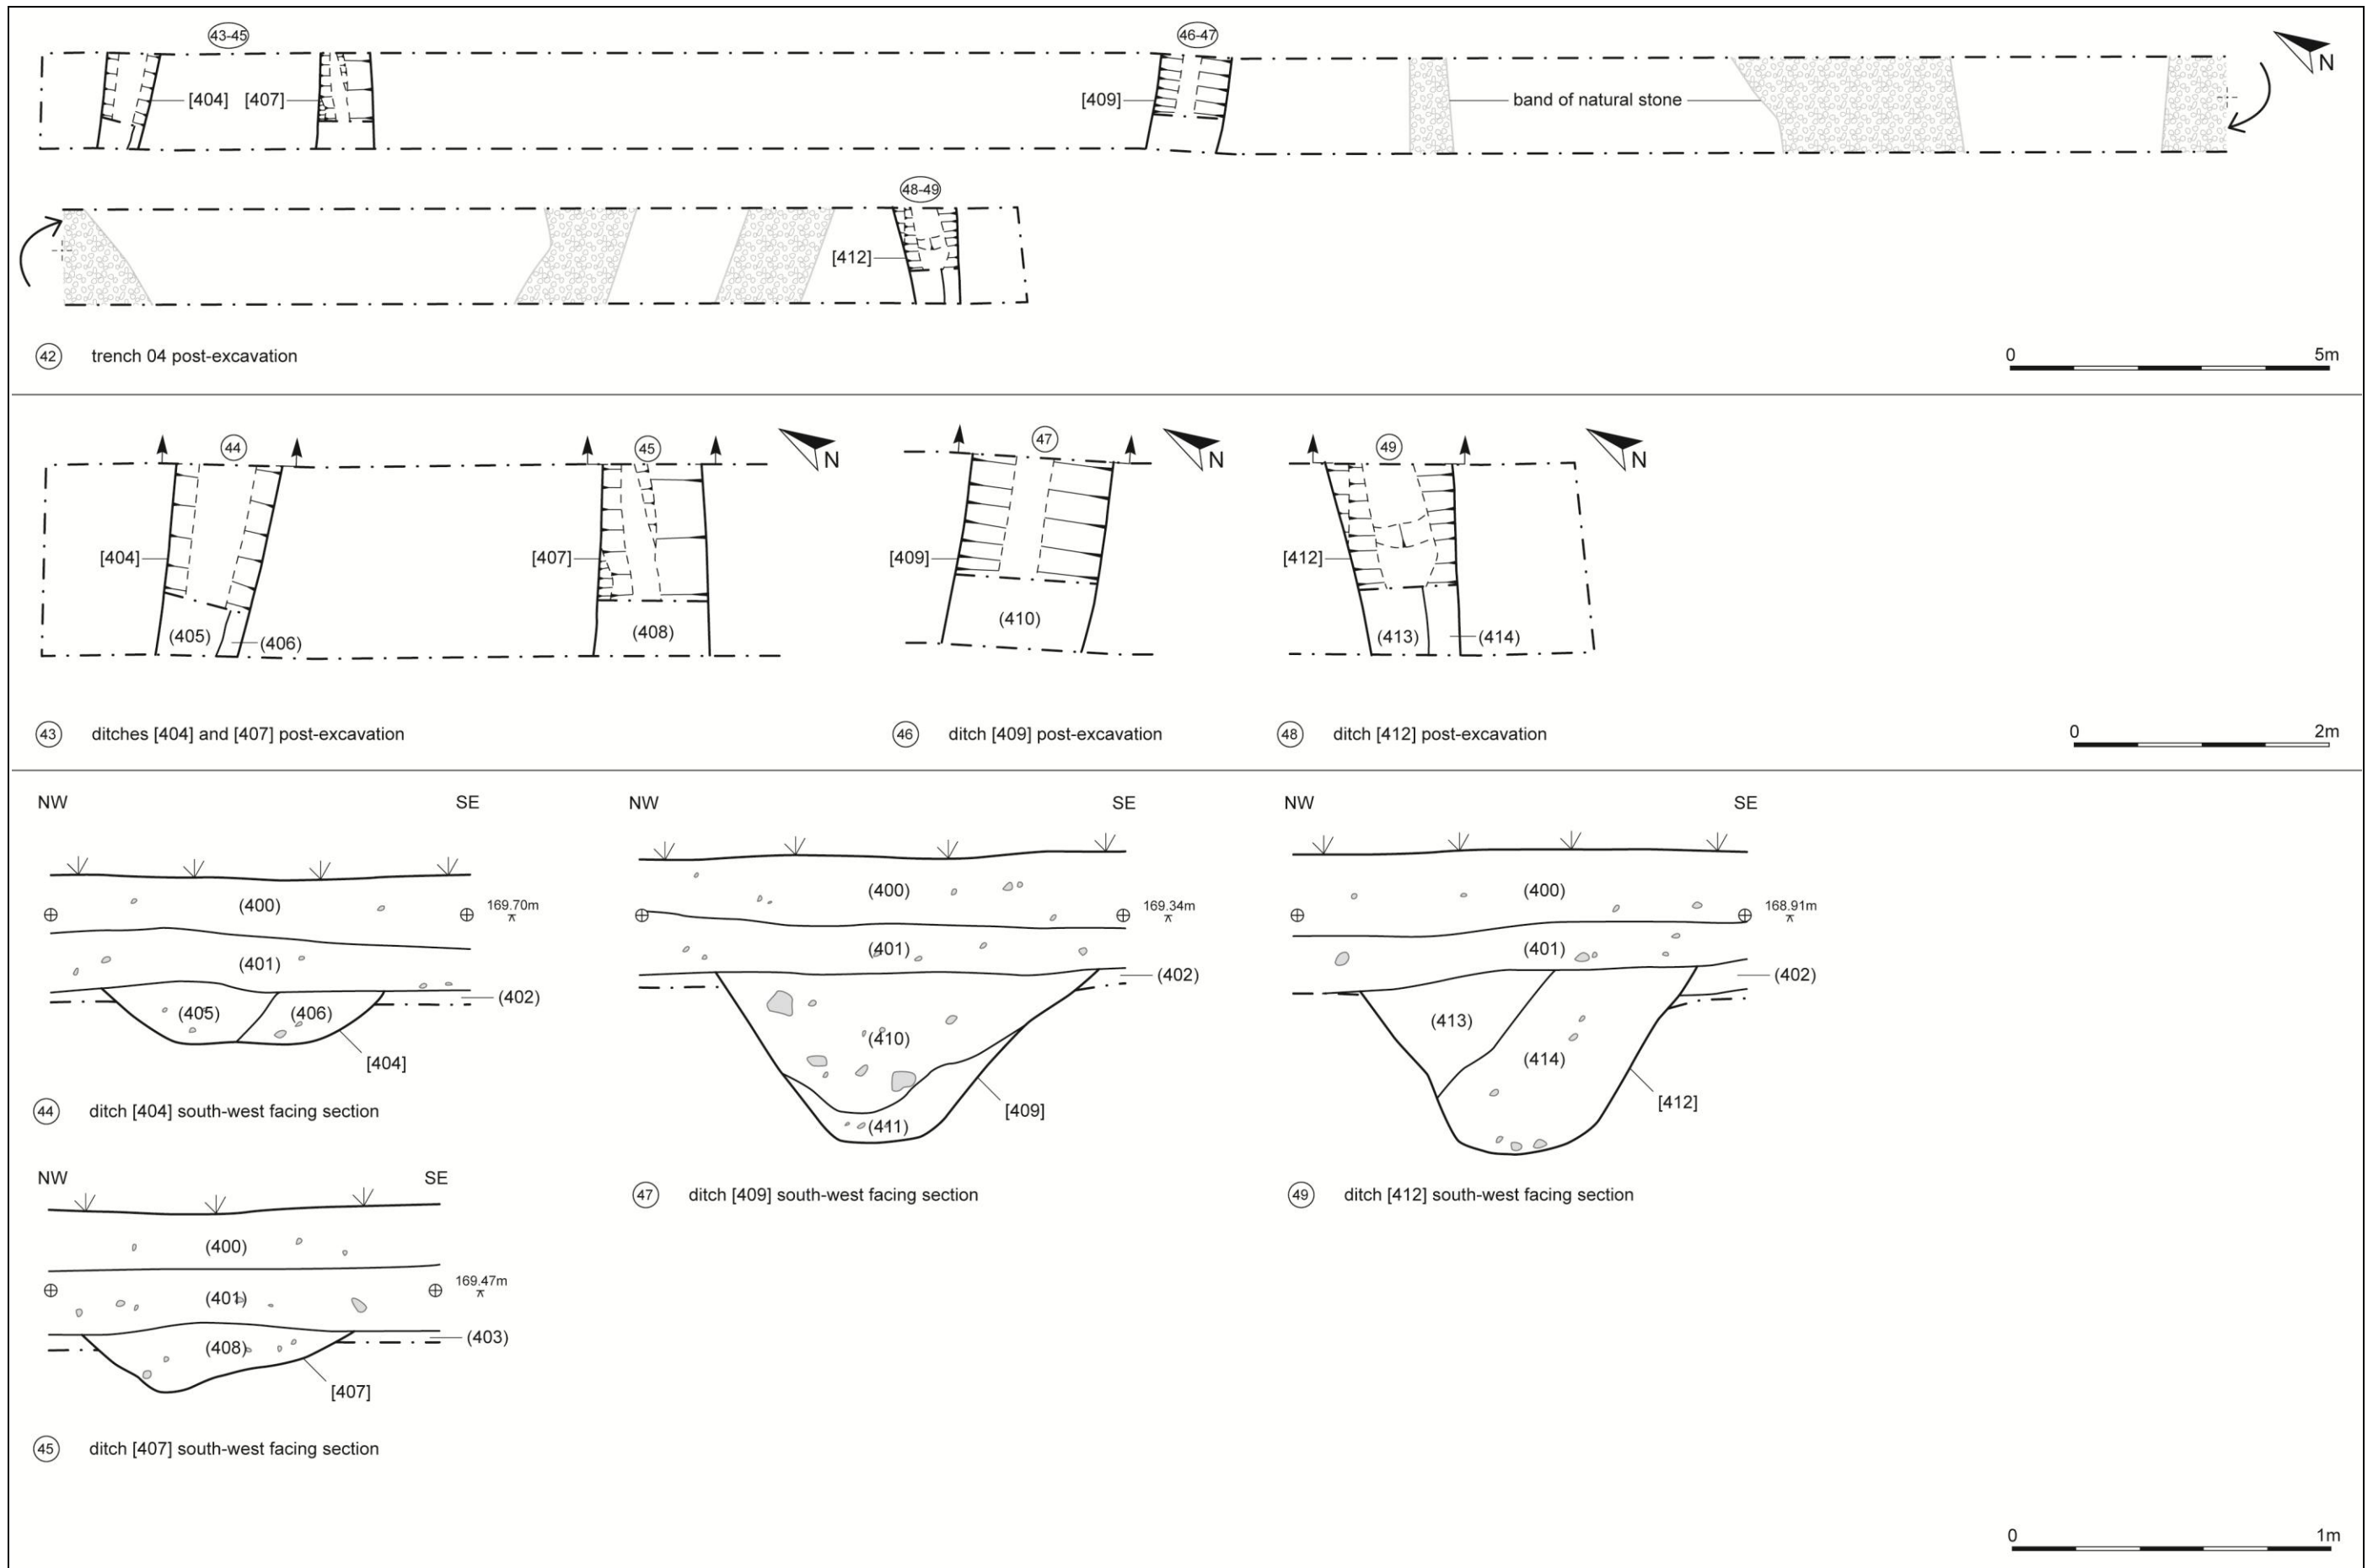 43-45
46-47
N
[404] [407]
[409]
band of natural stone
48-49
[412]
42 trench 04 post-excavation
0 5m
44
45
N
47
N
49
N
[404]
[407]
[409]
[412]
(405)
(406)
(408)
(410)
(413)
(414)
43 ditches [404] and [407] post-excavation
46 ditch [409] post-excavation
48 ditch [412] post-excavation
0 2m
NW SE
(400)
169.70m
(401)
(402)
(405)
(406)
[404]
44 ditch [404] south-west facing section
NW SE
(400)
169.34m
(401)
(402)
(410)
[409]
(411)
47 ditch [409] south-west facing section
NW SE
(400)
168.91m
(401)
(402)
(413)
(414)
[412]
49 ditch [412] south-west facing section
NW SE
(400)
169.47m
(401)
(403)
(408)
[407]
45 ditch [407] south-west facing section
0 1m